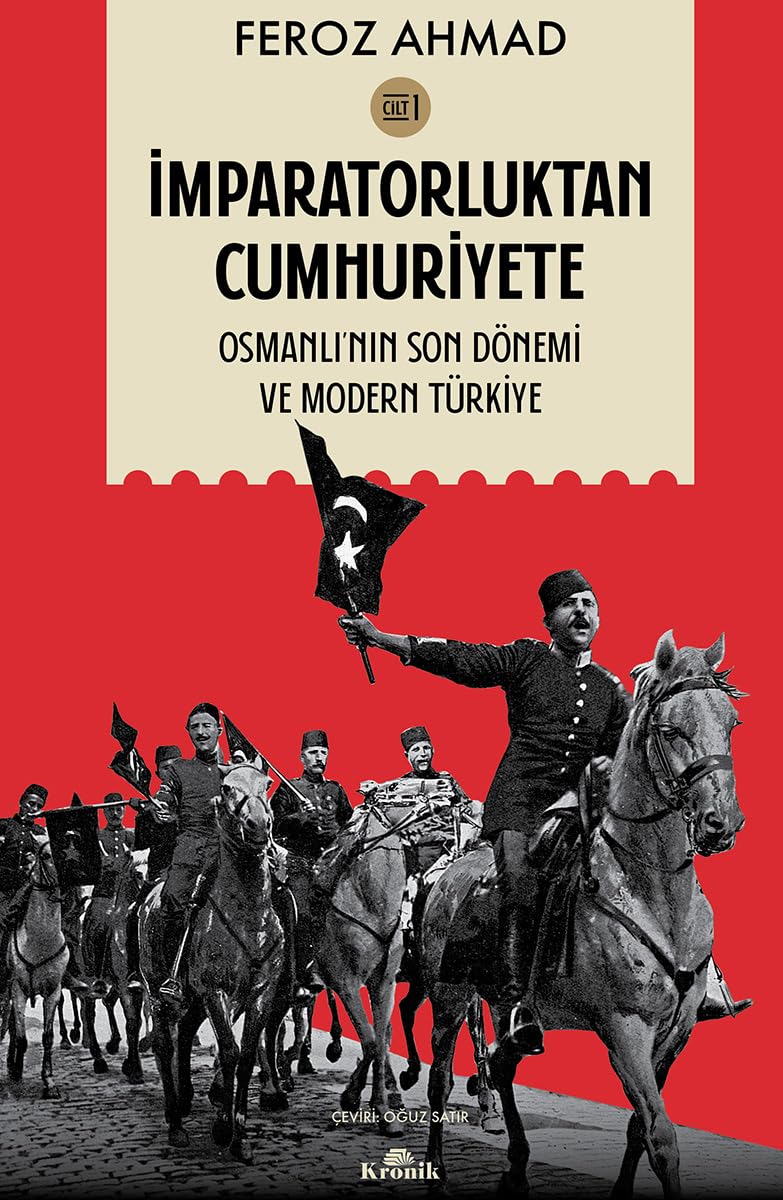 FEROZ AHMAD
CİLT 1
İMPARATORLUKTAN
CUMHURİYETE
OSMANLI'NIN SON DÖNEMİ
VE MODERN TÜRKİYE
ÇEVİRİ: OĞUZ SATIR
Kronik